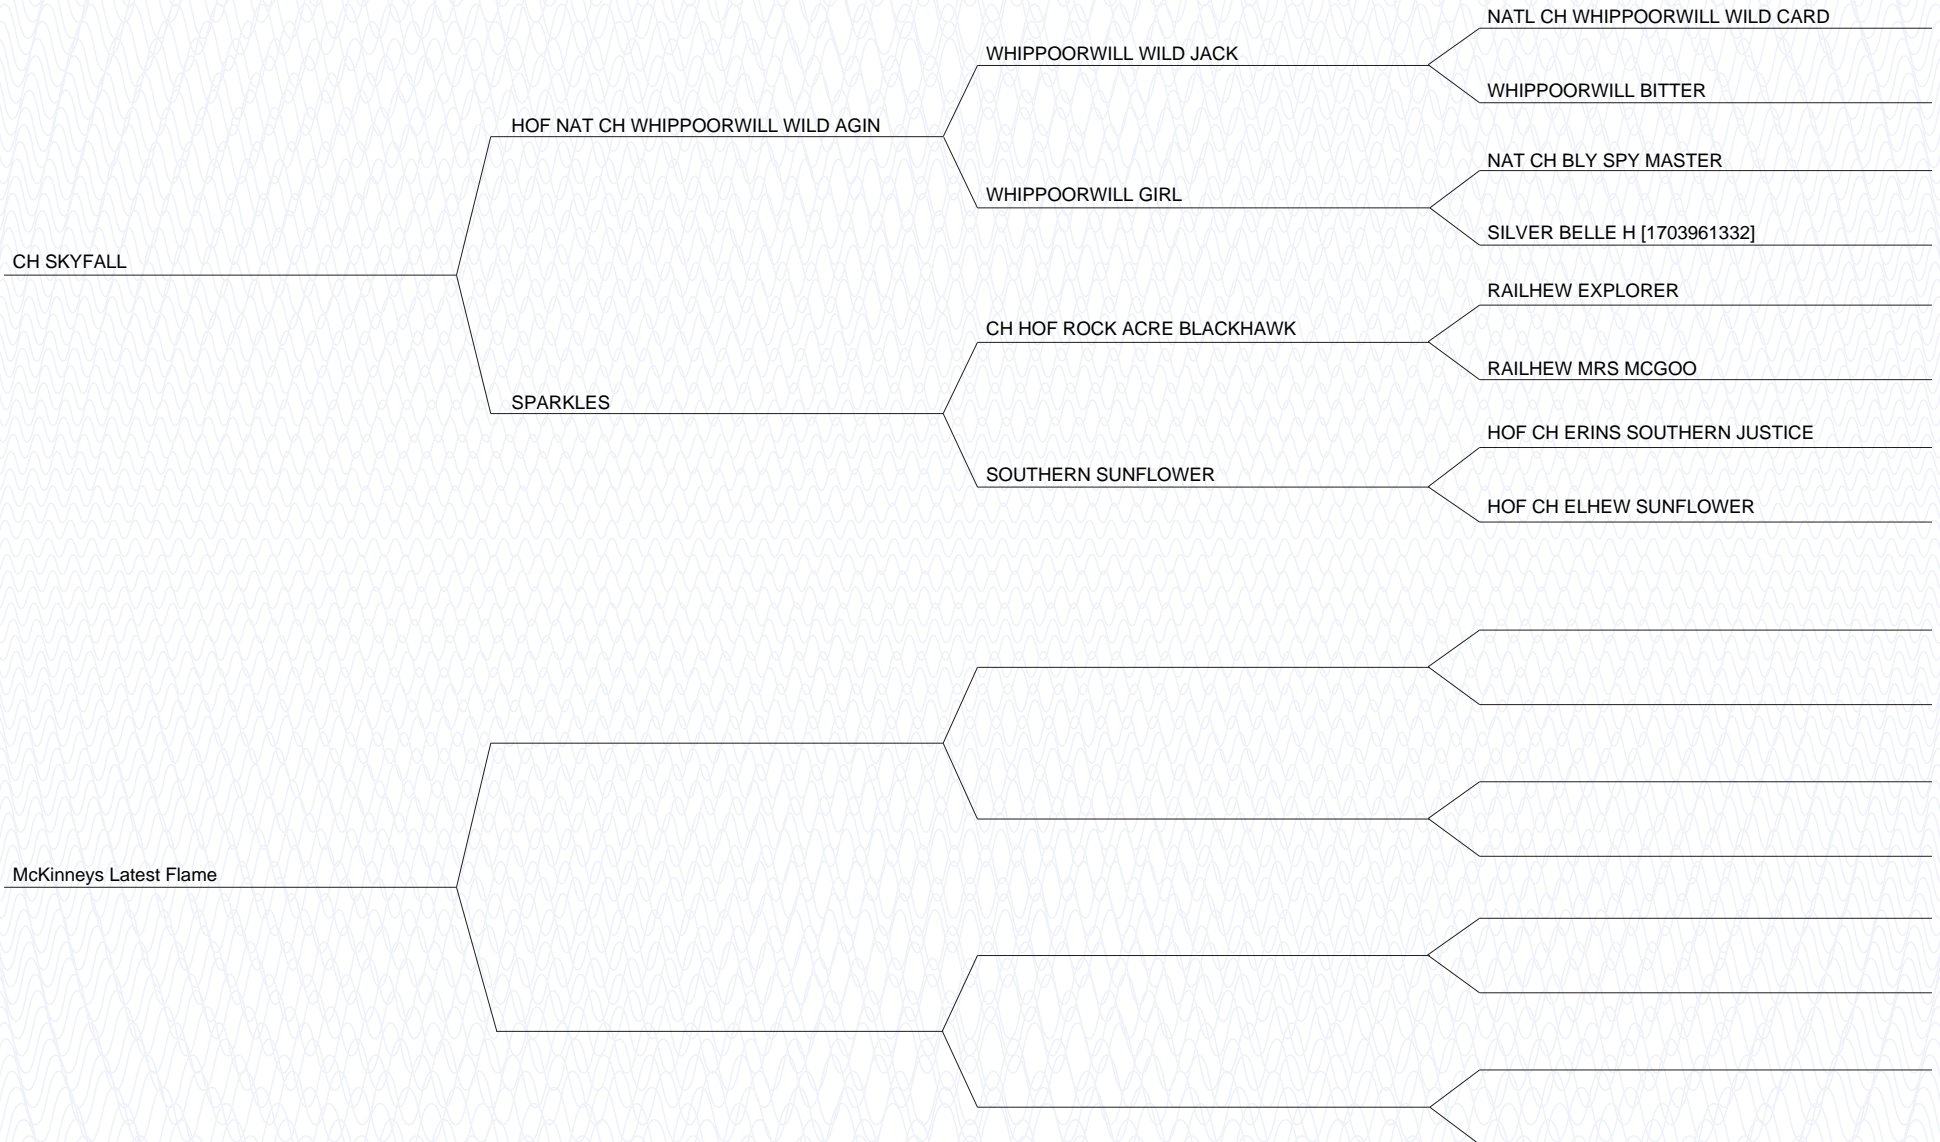 NATL CH WHIPPOORWILL WILD CARD
WHIPPOORWILL WILD JACK
WHIPPOORWILL BITTER
HOF NAT CH WHIPPOORWILL WILD AGIN
NAT CH BLY SPY MASTER
WHIPPOORWILL GIRL
SILVER BELLE H [1703961332]
CH SKYFALL
RAILHEW EXPLORER
CH HOF ROCK ACRE BLACKHAWK
RAILHEW MRS MCGOO
SPARKLES
HOF CH ERINS SOUTHERN JUSTICE
SOUTHERN SUNFLOWER
HOF CH ELHEW SUNFLOWER
McKinneys Latest Flame